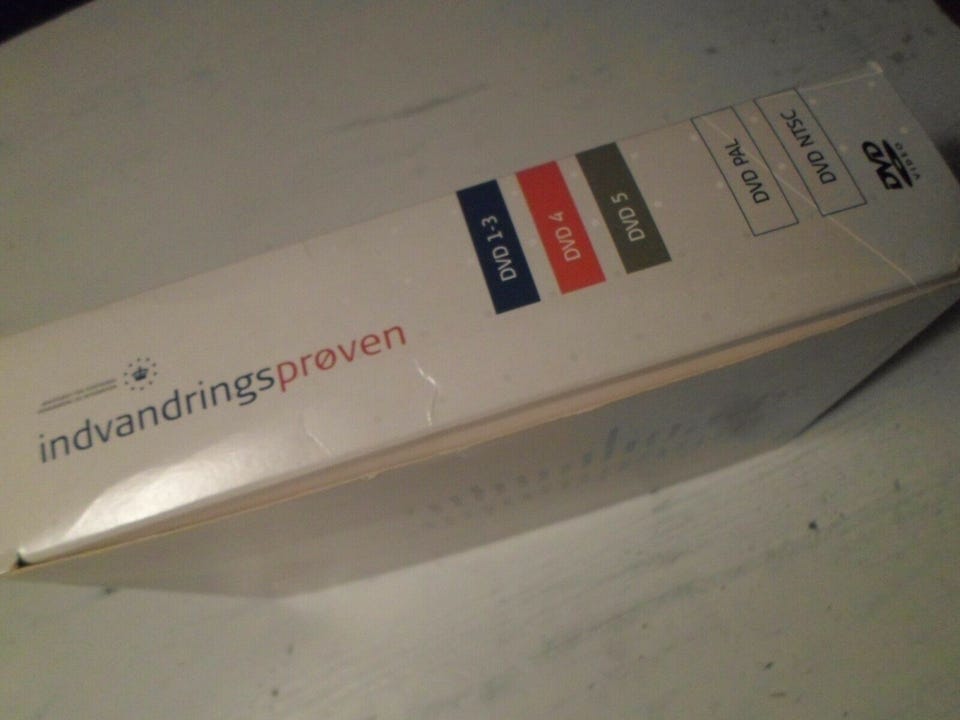 indvandringsprøven
DVD 1-3
DVD 4
DVD 5
DVD PAL
DVD NTSC
DVD
VIDEO